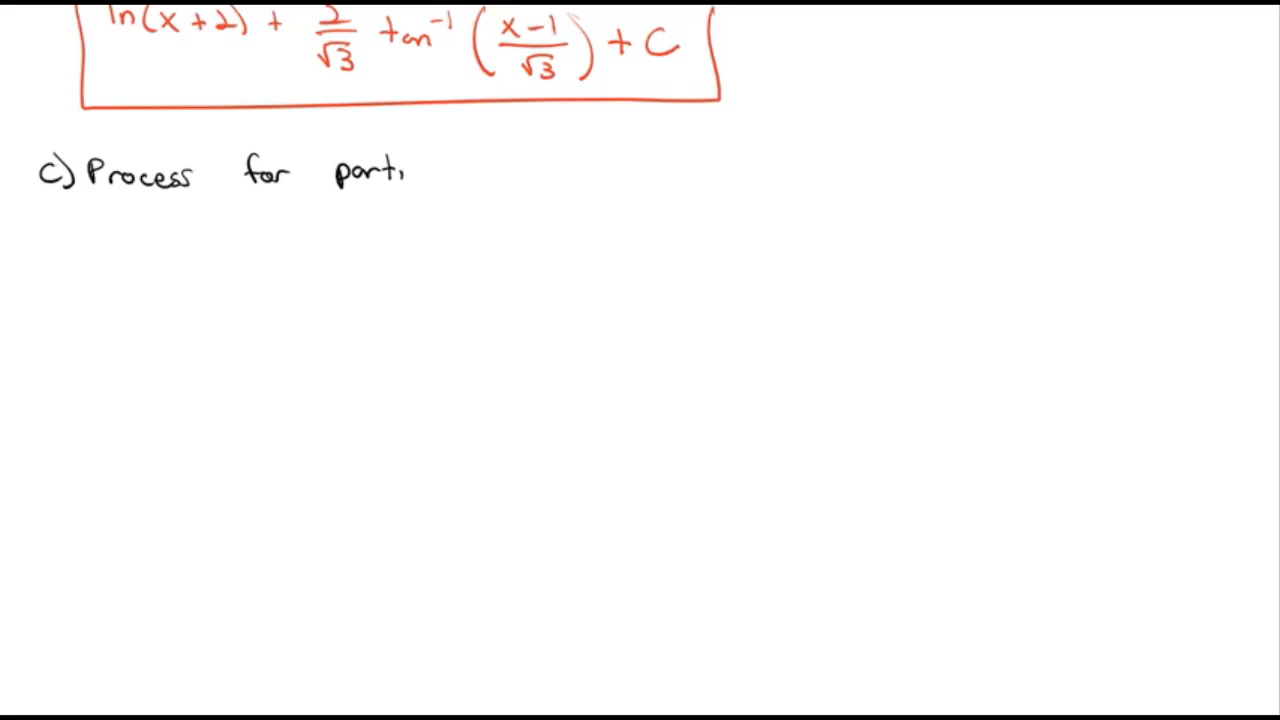 ln(x + 2) + 2/√3 tan⁻¹ ((x − 1)/√3) + C
c) Process for part,